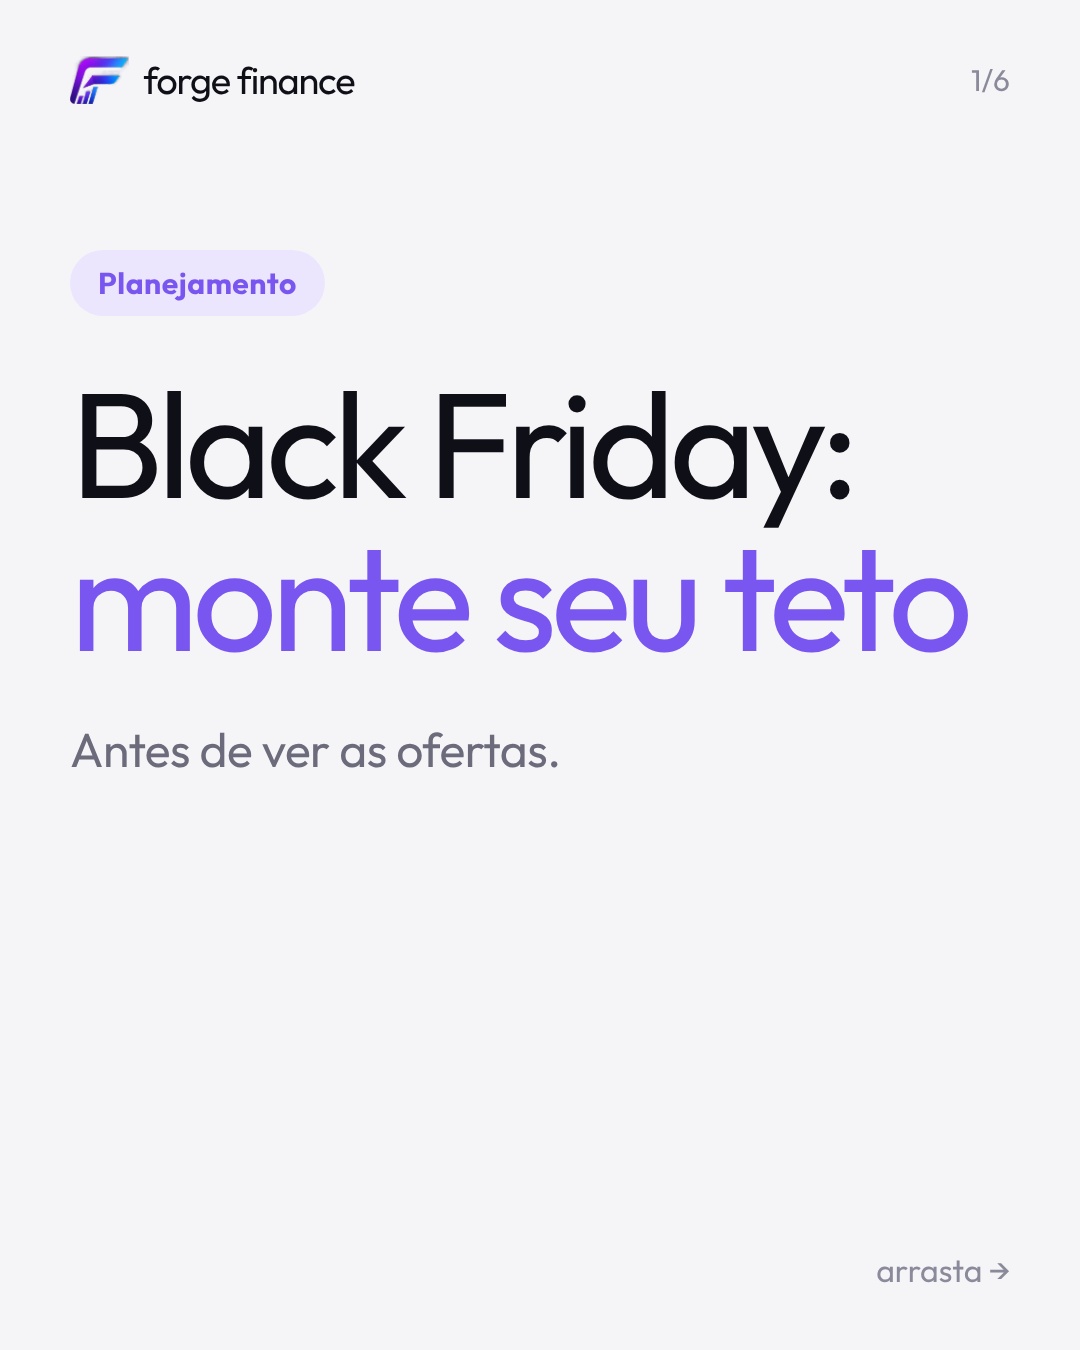 forge finance
1/6
Planejamento
Black Friday:
monte seu teto
Antes de ver as ofertas.
arrasta →